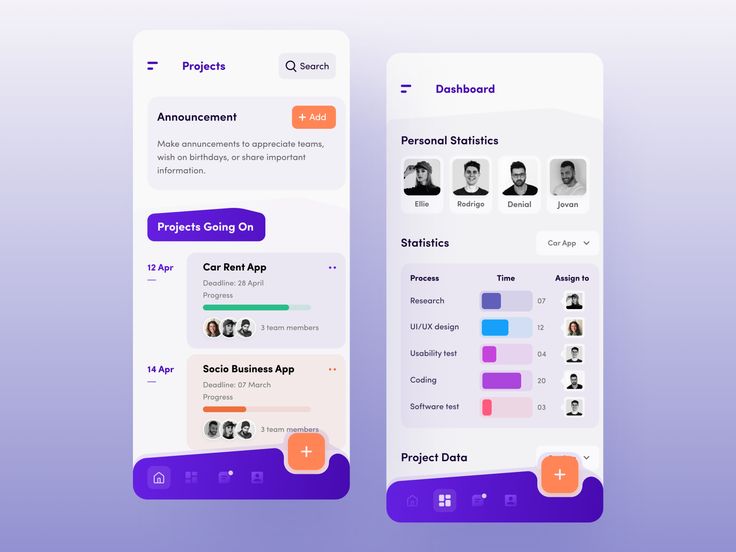 Projects
Search
Announcement
+ Add
Make announcements to appreciate teams,
wish on birthdays, or share important
information.
Projects Going On
12 Apr
Car Rent App
Deadline: 28 April
Progress
3 team members
14 Apr
Socio Business App
Deadline: 07 March
Progress
3 team members
Dashboard
Personal Statistics
Ellie
Rodrigo
Denial
Jovan
Statistics
Car App
Process
Time
Assign to
Research
07
UI/UX design
12
Usability test
04
Coding
20
Software test
03
Project Data